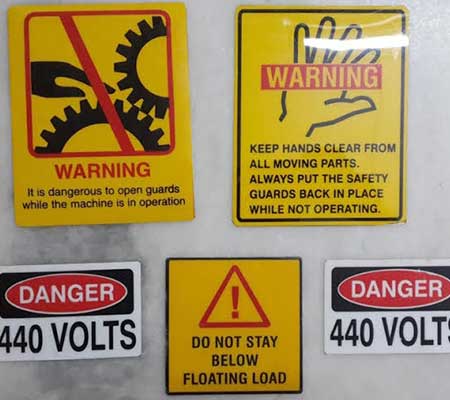 WARNING
It is dangerous to open guards
while the machine is in operation
WARNING
KEEP HANDS CLEAR FROM
ALL MOVING PARTS.
ALWAYS PUT THE SAFETY
GUARDS BACK IN PLACE
WHILE NOT OPERATING.
DANGER
440 VOLTS
!
DO NOT STAY
BELOW
FLOATING LOAD
DANGER
440 VOLTS